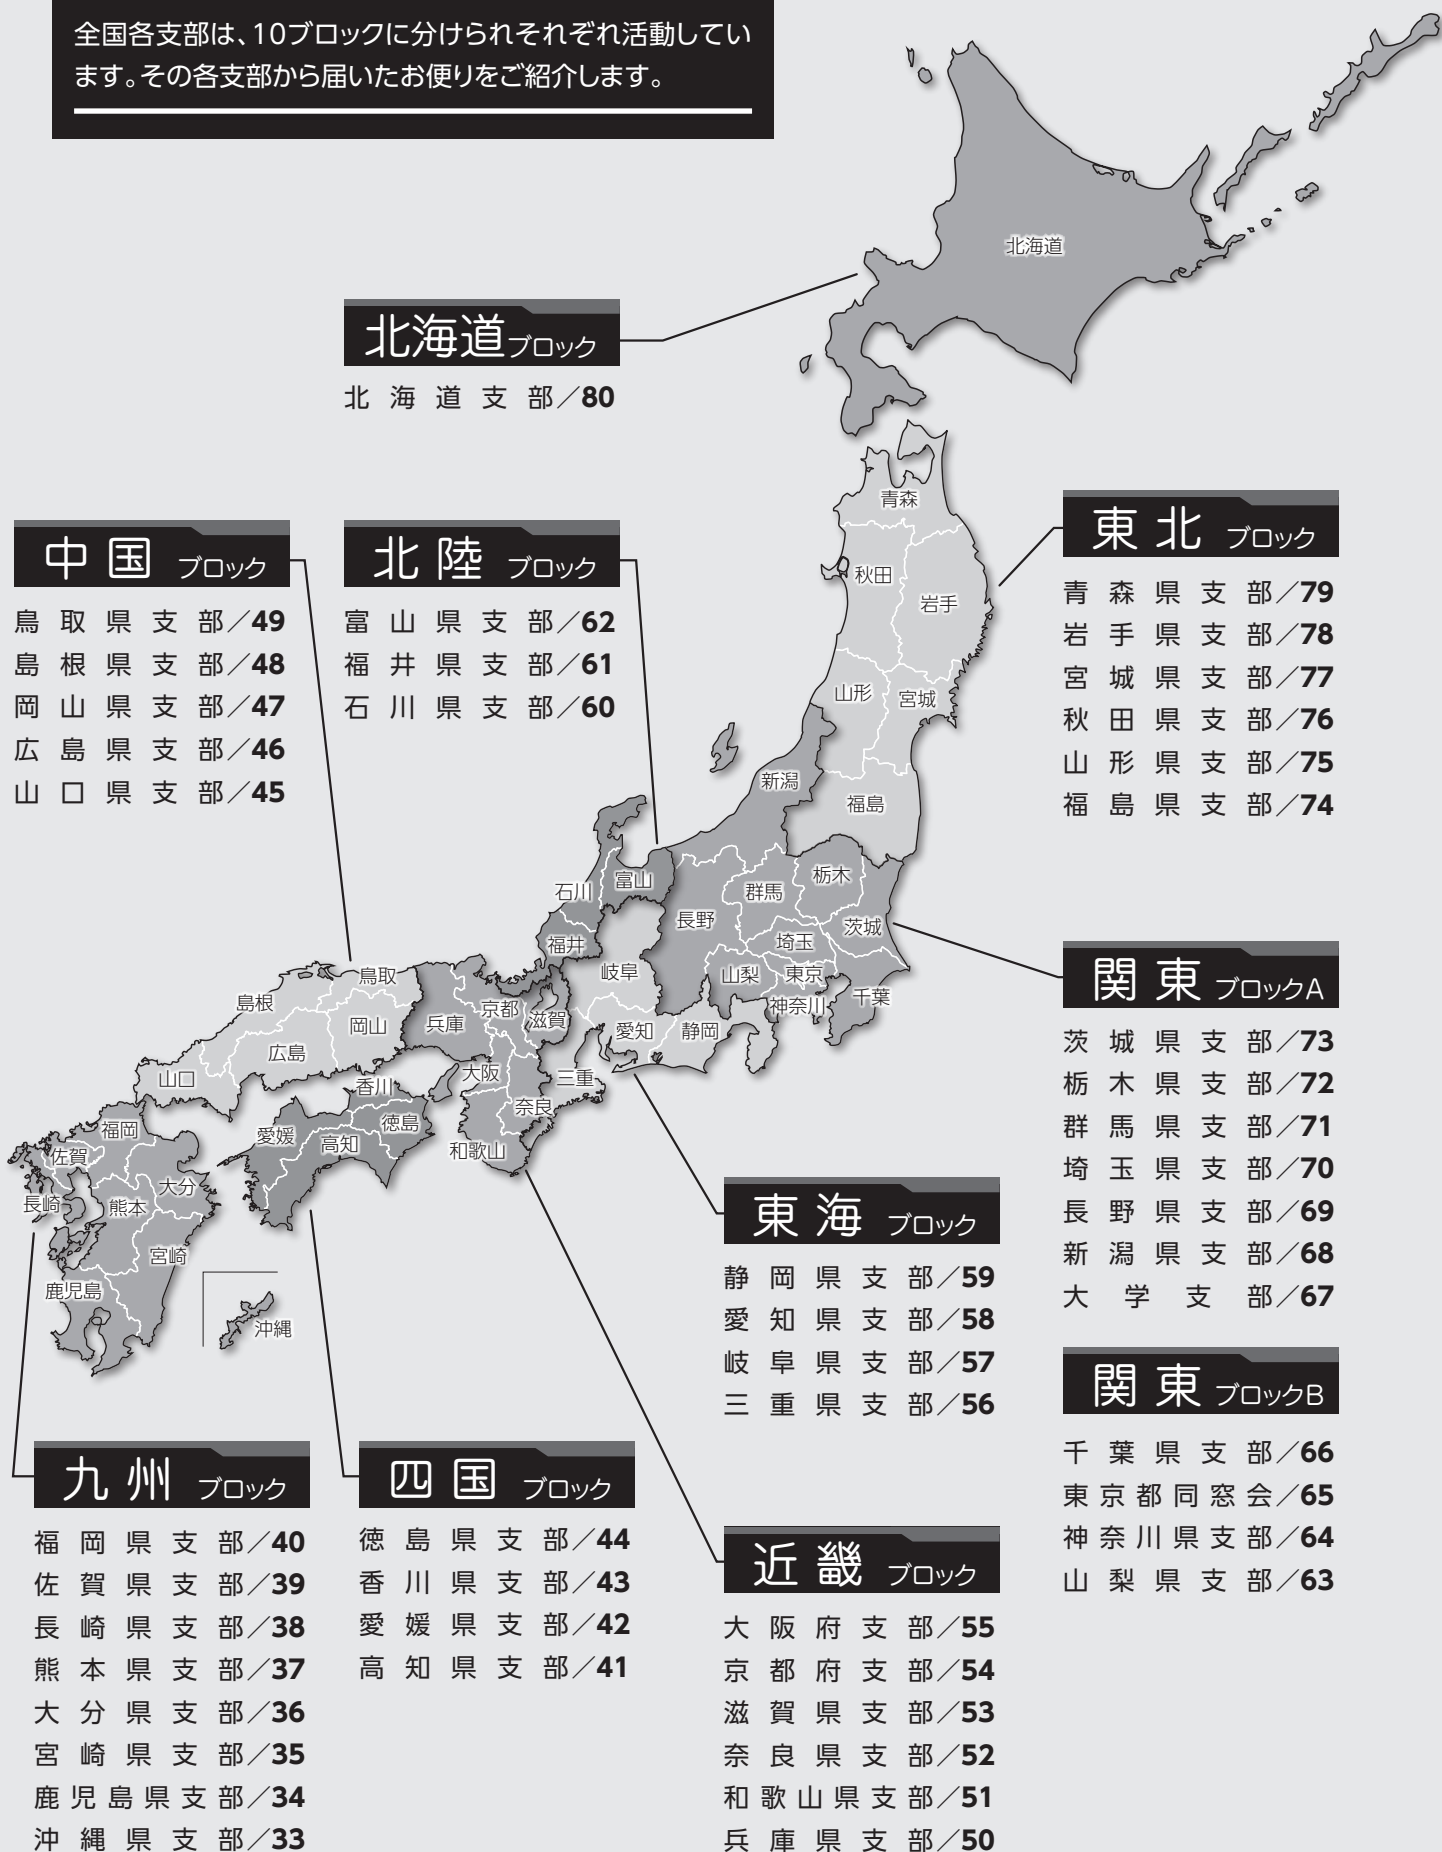 全国各支部は、10ブロックに分けられそれぞれ活動してい
ます。その各支部から届いたお便りをご紹介します。
北海道ブロック
北海道支部／80
東北ブロック
青森県支部／79
岩手県支部／78
宮城県支部／77
秋田県支部／76
山形県支部／75
福島県支部／74
中国ブロック
鳥取県支部／49
島根県支部／48
岡山県支部／47
広島県支部／46
山口県支部／45
北陸ブロック
富山県支部／62
福井県支部／61
石川県支部／60
関東ブロックA
茨城県支部／73
栃木県支部／72
群馬県支部／71
埼玉県支部／70
長野県支部／69
新潟県支部／68
大学支部／67
関東ブロックB
千葉県支部／66
東京都同窓会／65
神奈川県支部／64
山梨県支部／63
東海ブロック
静岡県支部／59
愛知県支部／58
岐阜県支部／57
三重県支部／56
九州ブロック
福岡県支部／40
佐賀県支部／39
長崎県支部／38
熊本県支部／37
大分県支部／36
宮崎県支部／35
鹿児島県支部／34
沖縄県支部／33
四国ブロック
徳島県支部／44
香川県支部／43
愛媛県支部／42
高知県支部／41
近畿ブロック
大阪府支部／55
京都府支部／54
滋賀県支部／53
奈良県支部／52
和歌山県支部／51
兵庫県支部／50
北海道
青森
秋田
岩手
山形
宮城
新潟
福島
石川
富山
福井
長野
群馬
栃木
茨城
埼玉
山梨
東京
神奈川
千葉
岐阜
愛知
静岡
三重
滋賀
京都
兵庫
大阪
奈良
和歌山
鳥取
島根
岡山
広島
山口
香川
徳島
愛媛
高知
福岡
佐賀
長崎
大分
熊本
宮崎
鹿児島
沖縄